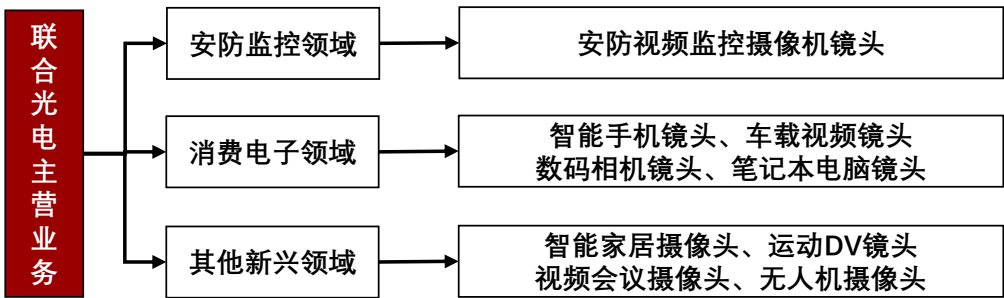 联合光电主营业务
安防监控领域
安防视频监控摄像机镜头
消费电子领域
智能手机镜头、车载视频镜头
数码相机镜头、笔记本电脑镜头
其他新兴领域
智能家居摄像头、运动DV镜头
视频会议摄像头、无人机摄像头